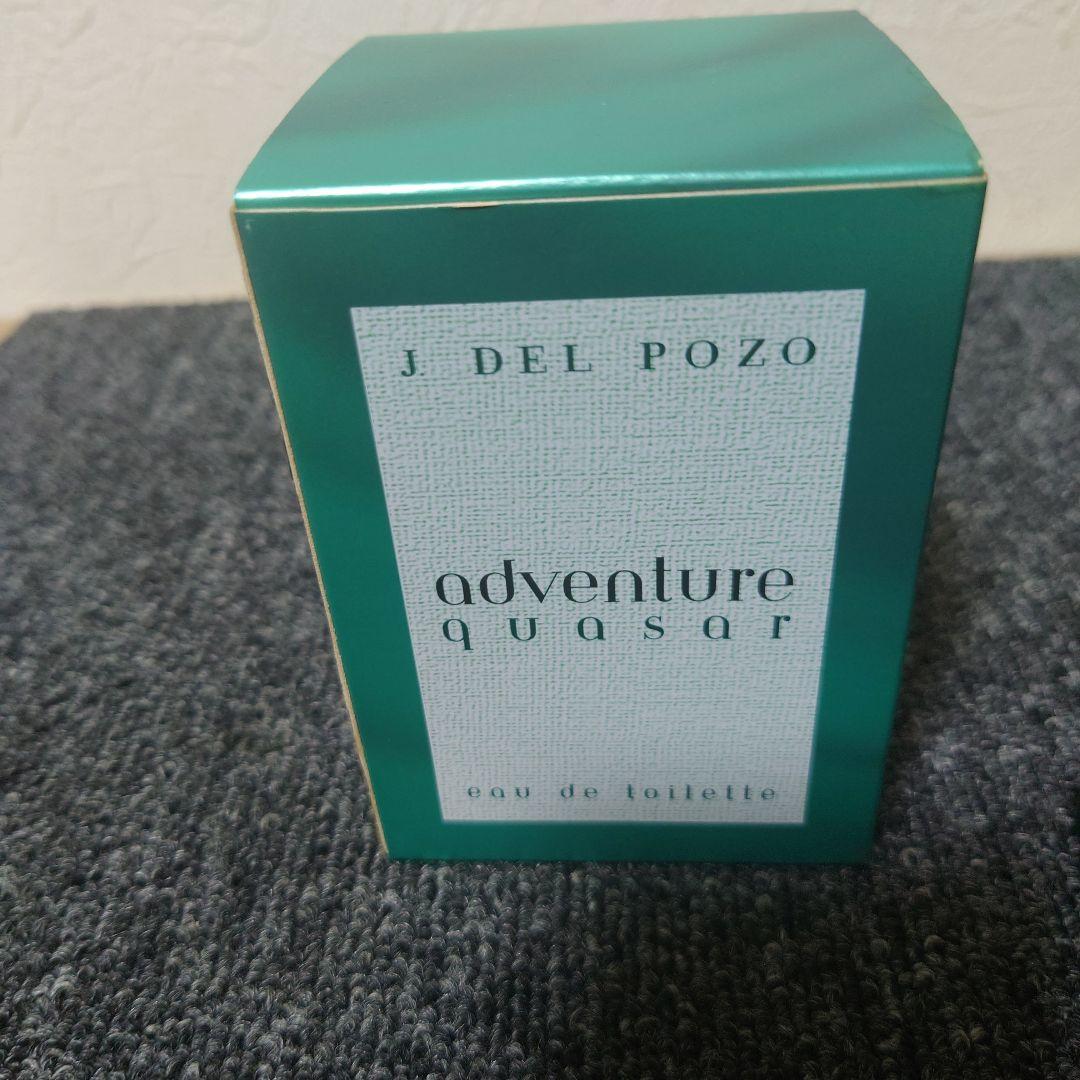 J. DEL POZO
adventure
quasar
eau de toilette